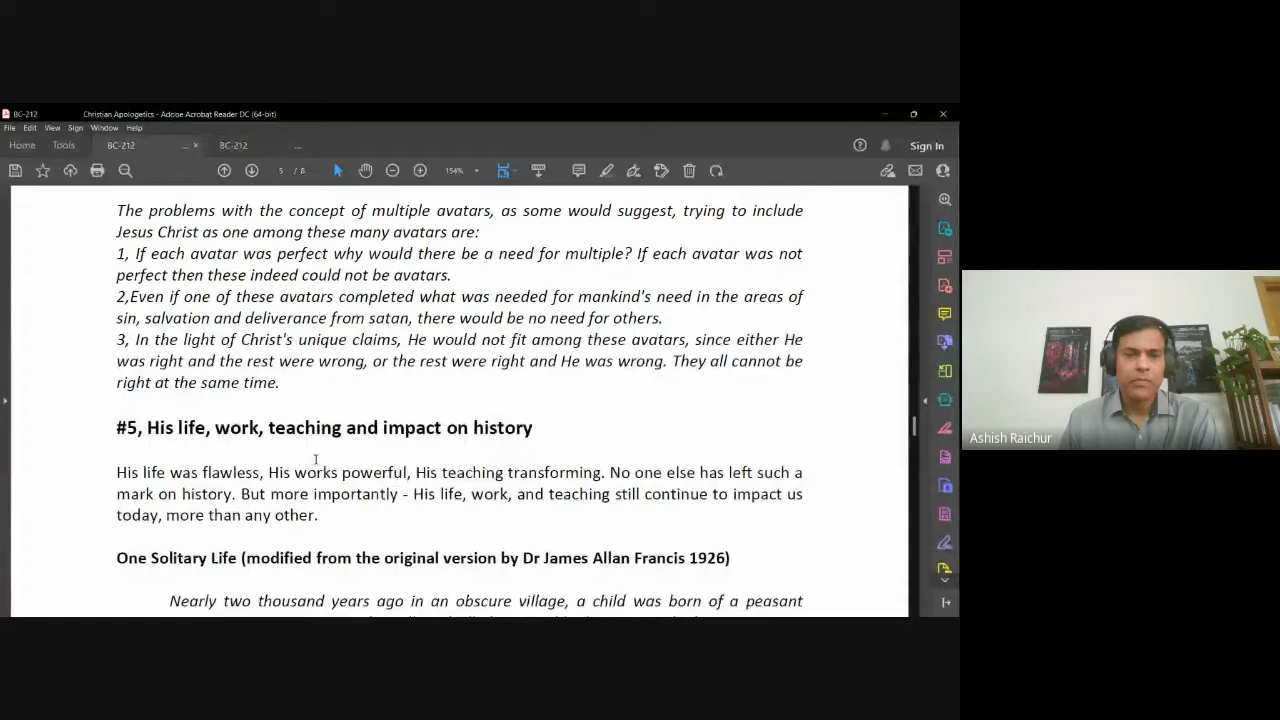 BC-212 Christian Apologetics - Adobe Acrobat Reader DC (64-bit)
File Edit View Sign Window Help
Home Tools BC-212 ... × BC-212 ... Sign In
5 / 8 154%
The problems with the concept of multiple avatars, as some would suggest, trying to include
Jesus Christ as one among these many avatars are:
1, If each avatar was perfect why would there be a need for multiple? If each avatar was not
perfect then these indeed could not be avatars.
2,Even if one of these avatars completed what was needed for mankind's need in the areas of
sin, salvation and deliverance from satan, there would be no need for others.
3, In the light of Christ's unique claims, He would not fit among these avatars, since either He
was right and the rest were wrong, or the rest were right and He was wrong. They all cannot be
right at the same time.
#5, His life, work, teaching and impact on history
His life was flawless, His works powerful, His teaching transforming. No one else has left such a
mark on history. But more importantly - His life, work, and teaching still continue to impact us
today, more than any other.
One Solitary Life (modified from the original version by Dr James Allan Francis 1926)
Nearly two thousand years ago in an obscure village, a child was born of a peasant
Ashish Raichur